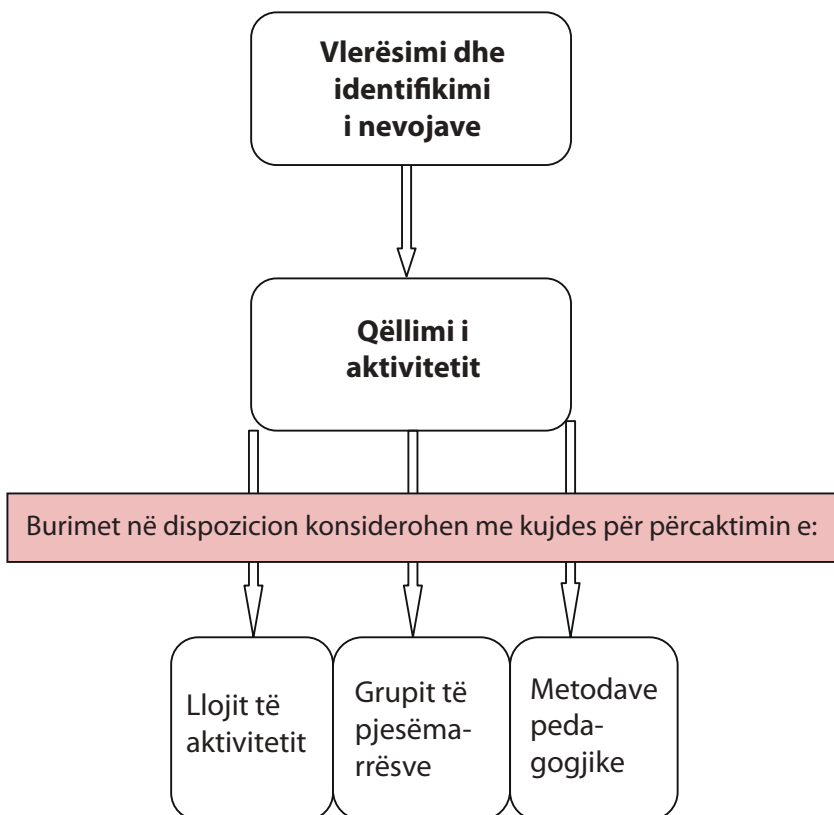 Vlerësimi dhe
identifikimi
i nevojave
Qëllimi i
aktivitetit
Burimet në dispozicion konsiderohen me kujdes për përcaktimin e:
Llojit të
aktivitetit
Grupit të
pjesëma-
rrësve
Metodave
peda-
gogjike